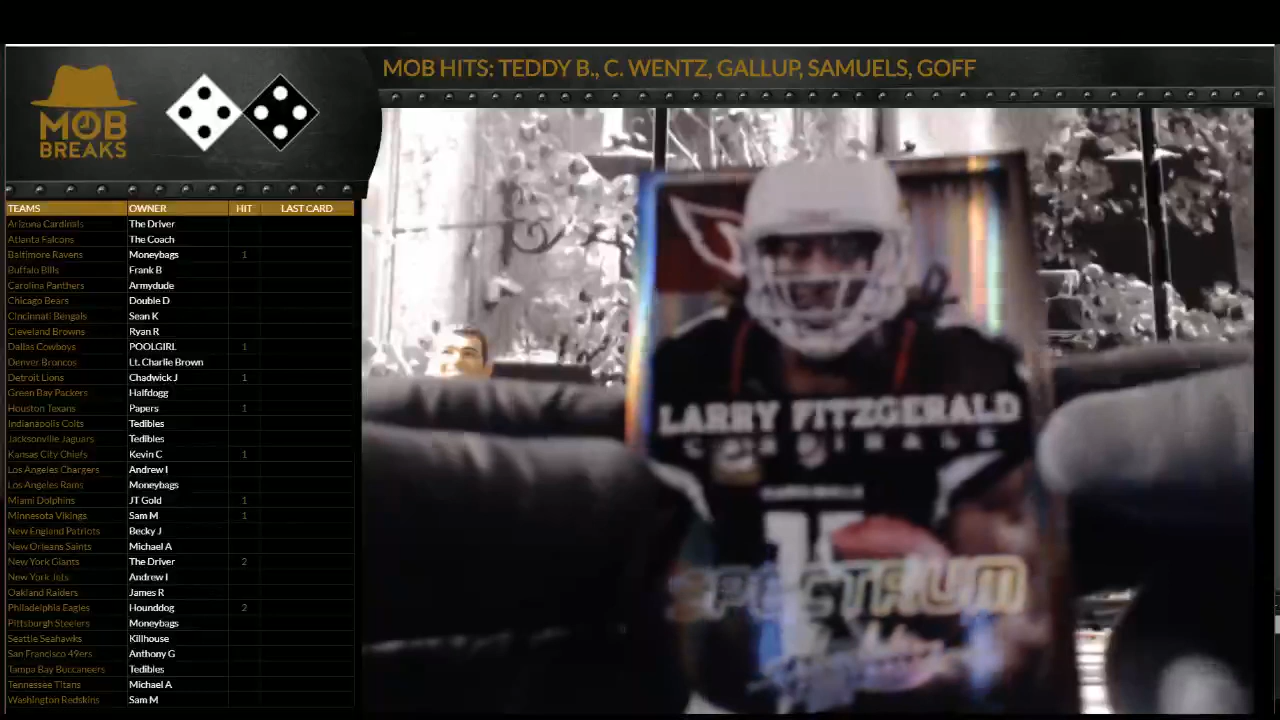 MOB HITS: TEDDY B., C. WENTZ, GALLUP, SAMUELS, GOFF
MOB
BREAKS
TEAMS OWNER HIT LAST CARD
Arizona Cardinals The Driver
Atlanta Falcons The Coach
Baltimore Ravens Moneybags 1
Buffalo Bills Frank B
Carolina Panthers Armydude
Chicago Bears Double D
Cincinnati Bengals Sean K
Cleveland Browns Ryan R
Dallas Cowboys POOLGIRL 1
Denver Broncos Lt. Charlie Brown
Detroit Lions Chadwick J 1
Green Bay Packers Halfdogg
Houston Texans Papers 1
Indianapolis Colts Tedibles
Jacksonville Jaguars Tedibles
Kansas City Chiefs Kevin C 1
Los Angeles Chargers Andrew I
Los Angeles Rams Moneybags
Miami Dolphins JT Gold 1
Minnesota Vikings Sam M 1
New England Patriots Becky J
New Orleans Saints Michael A
New York Giants The Driver 2
New York Jets Andrew I
Oakland Raiders James R
Philadelphia Eagles Hounddog 2
Pittsburgh Steelers Moneybags
Seattle Seahawks Killhouse
San Francisco 49ers Anthony G
Tampa Bay Buccaneers Tedibles
Tennessee Titans Michael A
Washington Redskins Sam M
LARRY FITZGERALD
CARDINALS
SPECTRUM